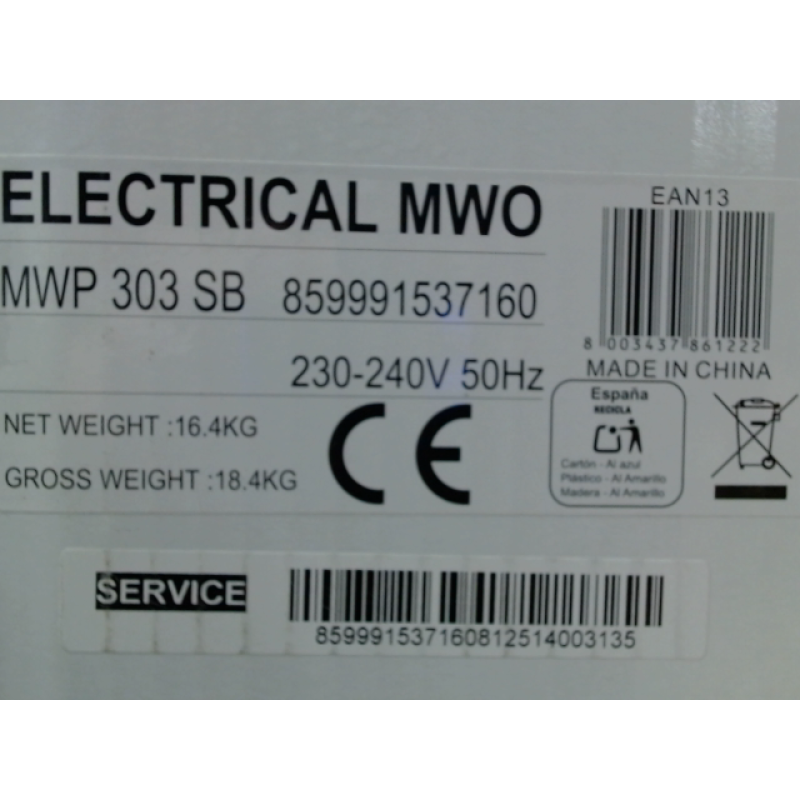 ELECTRICAL MWO
MWP 303 SB 859991537160
230-240V 50Hz
NET WEIGHT :16.4KG
GROSS WEIGHT :18.4KG
CE
EAN13
8 003437 861222
MADE IN CHINA
España
RECICLA
Cartón - Al azul
Plástico - Al Amarillo
Madera - Al Amarillo
SERVICE
859991537160812514003135